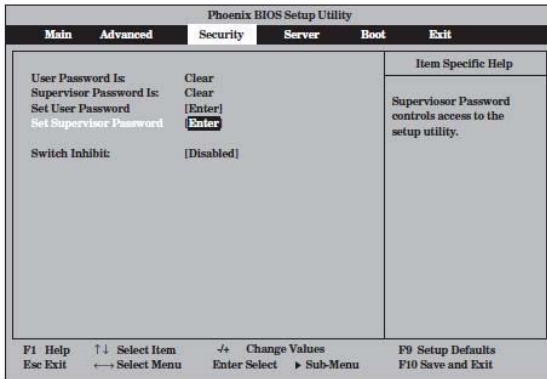 Phoenix BIOS Setup Utility
Main Advanced Security Server Boot Exit
Item Specific Help
User Password Is: Clear
Supervisor Password Is: Clear
Set User Password [Enter]
Set Supervisor Password [Enter]
Switch Inhibit: [Disabled]
Superviosor Password
controls access to the
setup utility.
F1 Help ↑↓ Select Item -/+ Change Values F9 Setup Defaults
Esc Exit ←→ Select Menu Enter Select ▶ Sub-Menu F10 Save and Exit